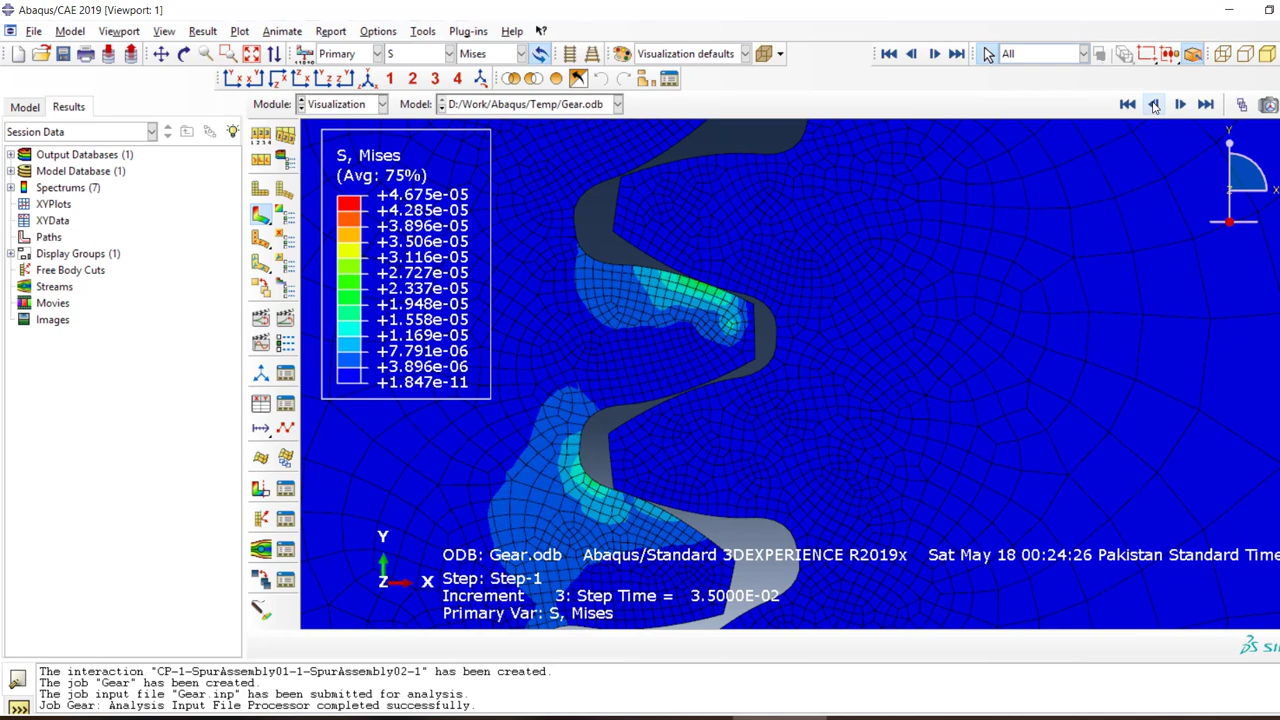 Abaqus/CAE 2019 [Viewport: 1]
File Model Viewport View Result Plot Animate Report Options Tools Plug-ins Help
Primary S Mises Visualization defaults All
1 2 3 4
Model Results Module: Visualization Model: D:/Work/Abaqus/Temp/Gear.odb
Session Data
Output Databases (1)
Model Database (1)
Spectrums (7)
XYPlots
XYData
Paths
Display Groups (1)
Free Body Cuts
Streams
Movies
Images
S, Mises
(Avg: 75%)
+4.675e-05
+4.285e-05
+3.896e-05
+3.506e-05
+3.116e-05
+2.727e-05
+2.337e-05
+1.948e-05
+1.558e-05
+1.169e-05
+7.791e-06
+3.896e-06
+1.847e-11
Y
Z X
Y
Z X
ODB: Gear.odb Abaqus/Standard 3DEXPERIENCE R2019x Sat May 18 00:24:26 Pakistan Standard Time
Step: Step-1
Increment 3: Step Time = 3.5000E-02
Primary Var: S, Mises
The interaction "CP-1-SpurAssembly01-1-SpurAssembly02-1" has been created.
The job "Gear" has been created.
The job input file "Gear.inp" has been submitted for analysis.
Job Gear: Analysis Input File Processor completed successfully.